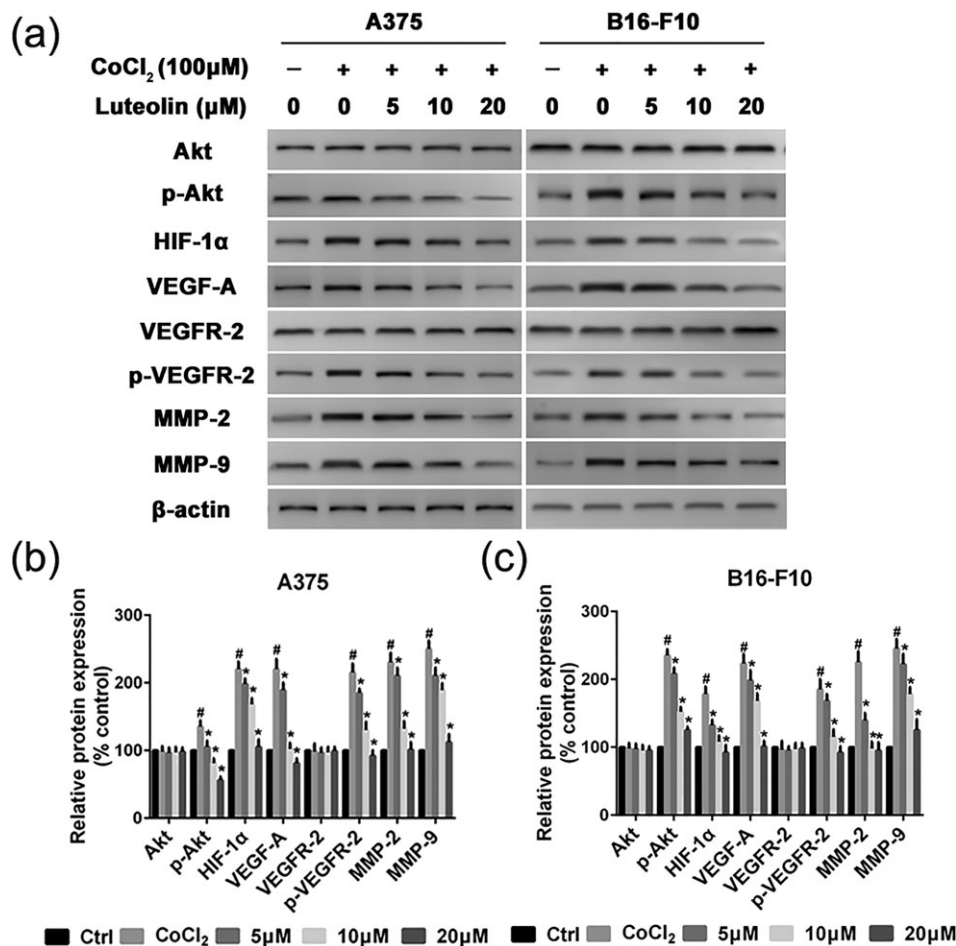 (a)
A375 B16-F10
CoCl₂ (100μM) – + + + + – + + + +
Luteolin (μM) 0 0 5 10 20 0 0 5 10 20
Akt
p-Akt
HIF-1α
VEGF-A
VEGFR-2
p-VEGFR-2
MMP-2
MMP-9
β-actin
(b)
A375
Relative protein expression
(% control)
300
200
100
0
# * * *
# * * *
# * * *
# * * *
# * * *
# * * *
Akt
p-Akt
HIF-1α
VEGF-A
VEGFR-2
p-VEGFR-2
MMP-2
MMP-9
Ctrl CoCl₂ 5μM 10μM 20μM
(c)
B16-F10
Relative protein expression
(% control)
300
200
100
0
# * * *
# * * *
# * * *
# * * *
# * * *
# * * *
Akt
p-Akt
HIF-1α
VEGF-A
VEGFR-2
p-VEGFR-2
MMP-2
MMP-9
Ctrl CoCl₂ 5μM 10μM 20μM